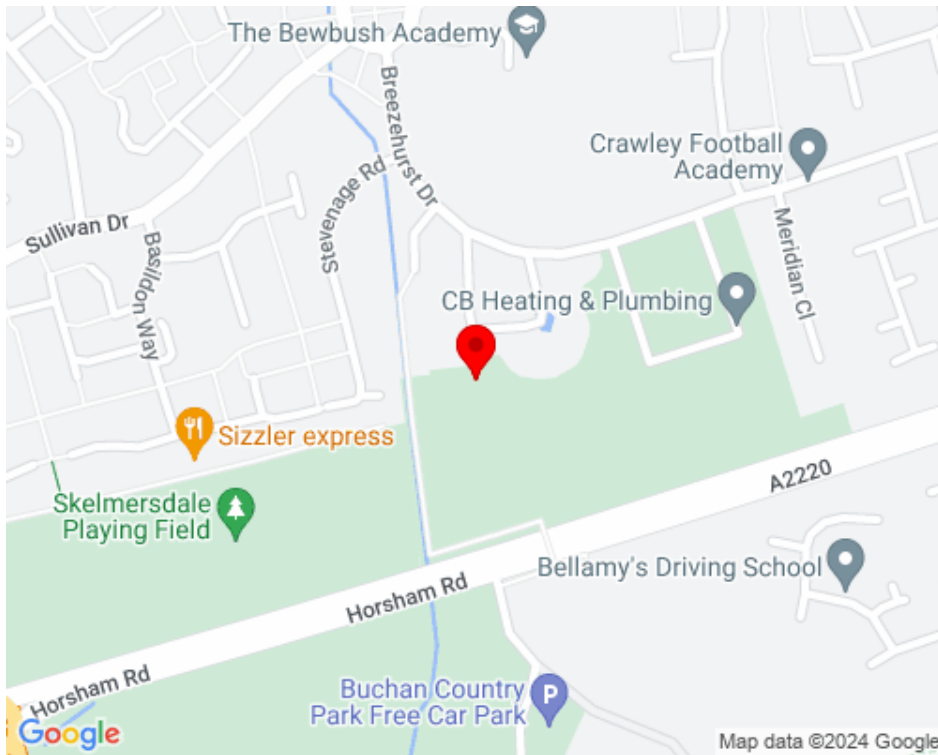 The Bewbush Academy
Breezehurst Dr
Crawley Football
Academy
Stevenage Rd
Sullivan Dr
Basildon Way
Meridian Cl
CB Heating & Plumbing
Sizzler express
A2220
Skelmersdale
Playing Field
Bellamy's Driving School
Horsham Rd
Horsham Rd
Buchan Country
Park Free Car Park
P
Google
Map data ©2024 Google